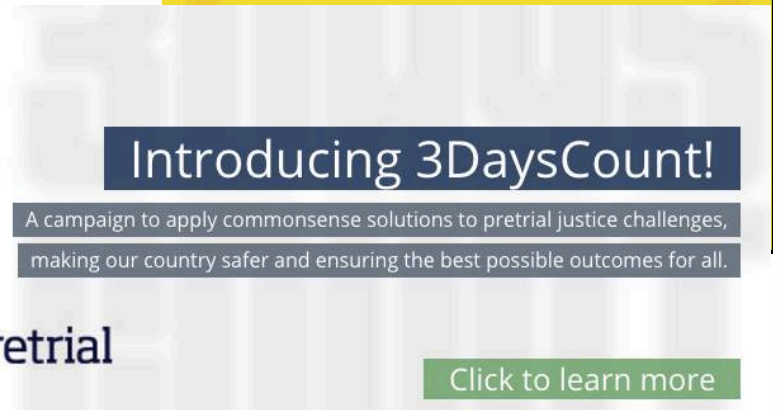 Introducing 3DaysCount!
A campaign to apply commonsense solutions to pretrial justice challenges,
making our country safer and ensuring the best possible outcomes for all.
etrial
Click to learn more